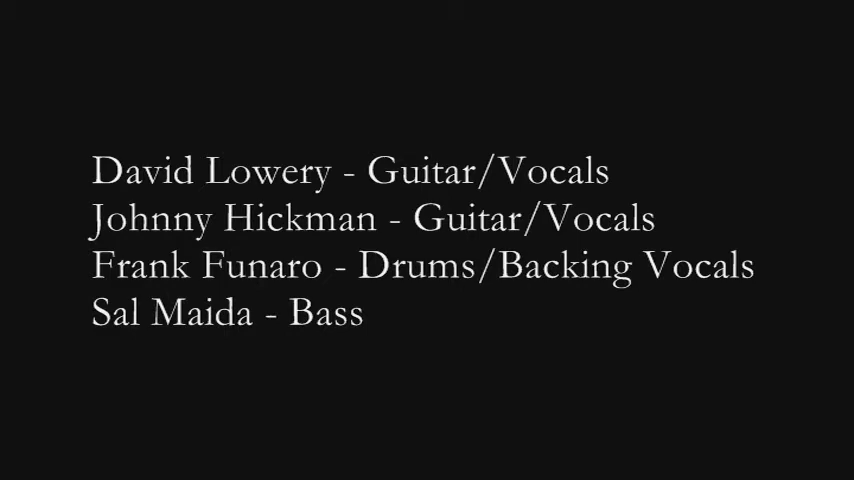 David Lowery - Guitar/Vocals
Johnny Hickman - Guitar/Vocals
Frank Funaro - Drums/Backing Vocals
Sal Maida - Bass